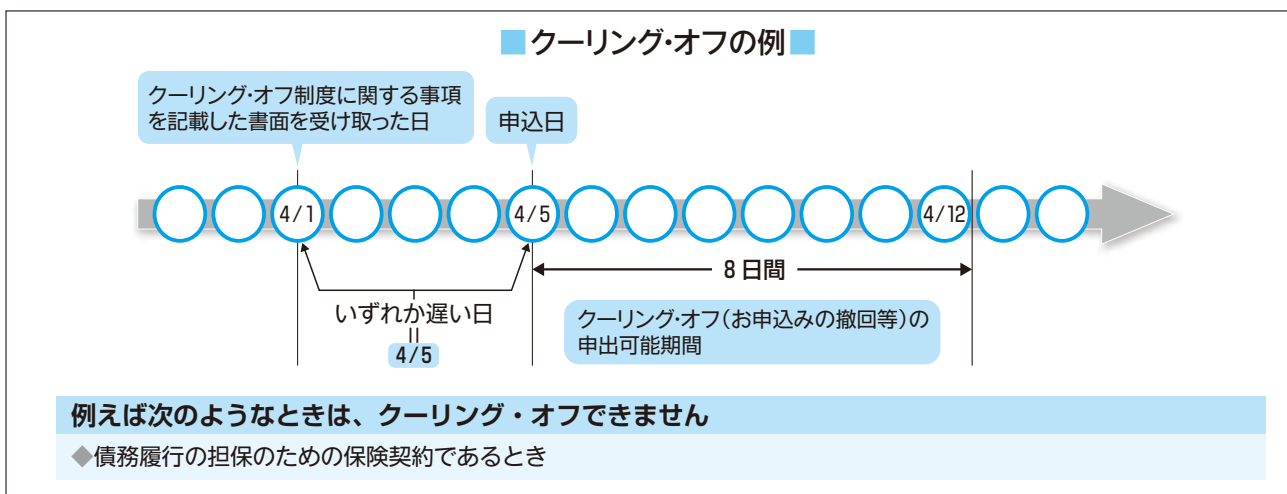 ■クーリング・オフの例■
クーリング・オフ制度に関する事項
を記載した書面を受け取った日
申込日
4/1
4/5
4/12
8日間
いずれか遅い日
=
4/5
クーリング・オフ(お申込みの撤回等)の
申出可能期間
例えば次のようなときは、クーリング・オフできません
◆債務履行の担保のための保険契約であるとき